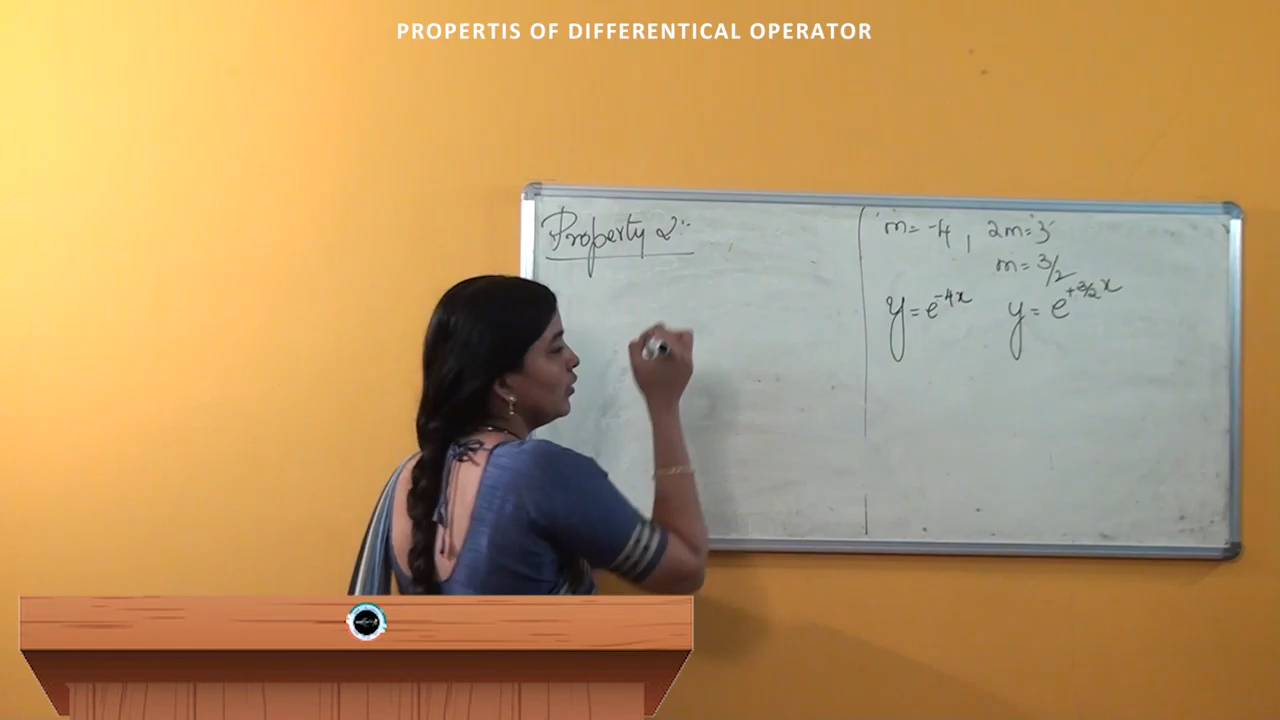 PROPERTIS OF DIFFERENTICAL OPERATOR
Property 2:-
m = -4, 2m = 3
m = 3/2
y = e^{-4x} y = e^{+3/2 x}